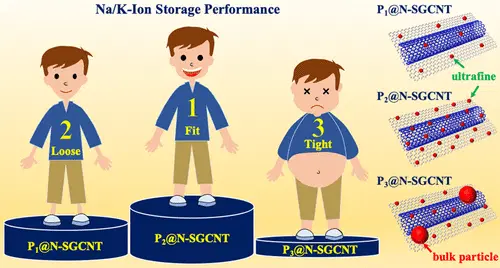 Na/K-Ion Storage Performance
2
Loose
P₁@N-SGCNT
1
Fit
P₂@N-SGCNT
3
Tight
P₃@N-SGCNT
P₁@N-SGCNT
ultrafine
P₂@N-SGCNT
P₃@N-SGCNT
bulk particle